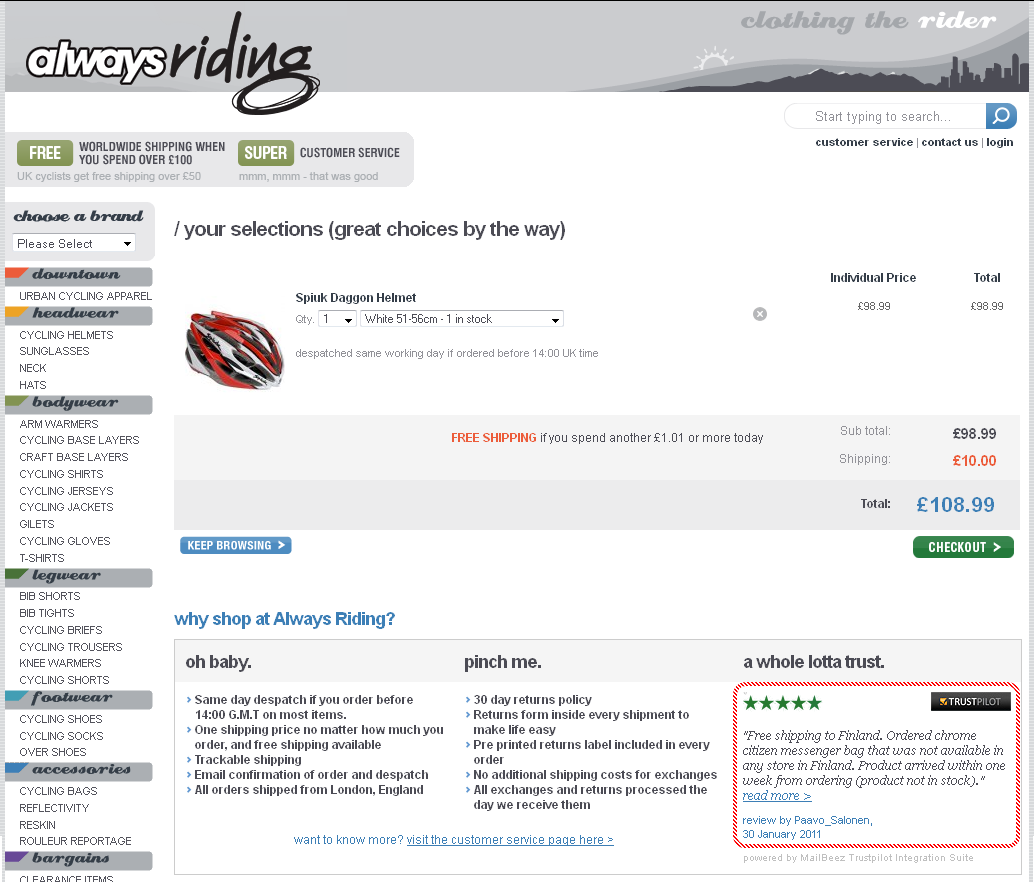 always riding
clothing the rider
Start typing to search...
customer service | contact us | login
FREE WORLDWIDE SHIPPING WHEN
YOU SPEND OVER £100
UK cyclists get free shipping over £50
SUPER CUSTOMER SERVICE
mmm, mmm - that was good
choose a brand
Please Select
downtown
URBAN CYCLING APPAREL
headwear
CYCLING HELMETS
SUNGLASSES
NECK
HATS
bodywear
ARM WARMERS
CYCLING BASE LAYERS
CRAFT BASE LAYERS
CYCLING SHIRTS
CYCLING JERSEYS
CYCLING JACKETS
GILETS
CYCLING GLOVES
T-SHIRTS
legwear
BIB SHORTS
BIB TIGHTS
CYCLING BRIEFS
CYCLING TROUSERS
KNEE WARMERS
CYCLING SHORTS
footwear
CYCLING SHOES
CYCLING SOCKS
OVER SHOES
accessories
CYCLING BAGS
REFLECTIVITY
RESKIN
ROULEUR REPORTAGE
bargains
CLEARANCE ITEMS
/ your selections (great choices by the way)
Individual Price Total
Spiuk Daggon Helmet
£98.99 £98.99
Qty. 1 White 51-56cm - 1 in stock
despatched same working day if ordered before 14:00 UK time
FREE SHIPPING if you spend another £1.01 or more today
Sub total: £98.99
Shipping: £10.00
Total: £108.99
KEEP BROWSING >
CHECKOUT >
why shop at Always Riding?
oh baby.
› Same day despatch if you order before
14:00 G.M.T on most items.
› One shipping price no matter how much you
order, and free shipping available
› Trackable shipping
› Email confirmation of order and despatch
› All orders shipped from London, England
pinch me.
› 30 day returns policy
› Returns form inside every shipment to
make life easy
› Pre printed returns label included in every
order
› No additional shipping costs for exchanges
› All exchanges and returns processed the
day we receive them
want to know more? visit the customer service page here >
a whole lotta trust.
TRUSTPILOT
"Free shipping to Finland. Ordered chrome
citizen messenger bag that was not available in
any store in Finland. Product arrived within one
week from ordering (product not in stock)."
read more >
review by Paavo_Salonen,
30 January 2011
powered by MailBeez Trustpilot Integration Suite